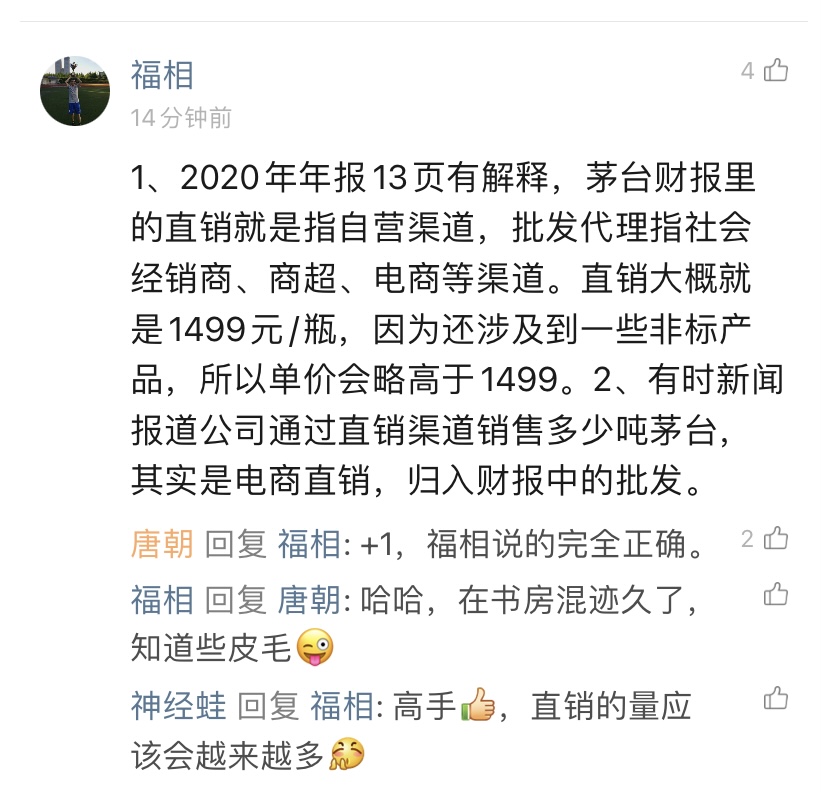 福相
4
14分钟前
1、2020年年报13页有解释，茅台财报里
的直销就是指自营渠道，批发代理指社会
经销商、商超、电商等渠道。直销大概就
是1499元/瓶，因为还涉及到一些非标产
品，所以单价会略高于1499。2、有时新闻
报道公司通过直销渠道销售多少吨茅台，
其实是电商直销，归入财报中的批发。
唐朝 回复 福相: +1，福相说的完全正确。
2
福相 回复 唐朝: 哈哈，在书房混迹久了，
知道些皮毛😜
神经蛙 回复 福相: 高手👍，直销的量应
该会越来越多🤭